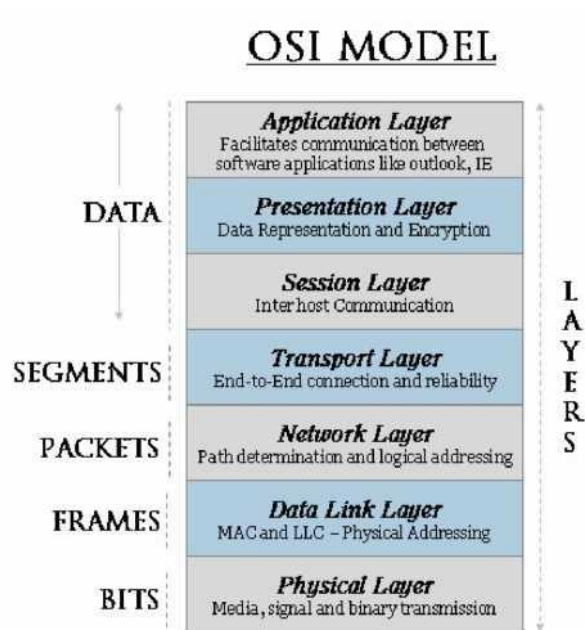 OSI MODEL
Application Layer
Facilitates communication between
software applications like outlook, IE
DATA
Presentation Layer
Data Representation and Encryption
Session Layer
Interhost Communication
SEGMENTS
Transport Layer
End-to-End connection and reliability
PACKETS
Network Layer
Path determination and logical addressing
FRAMES
Data Link Layer
MAC and LLC – Physical Addressing
BITS
Physical Layer
Media, signal and binary transmission
LAYERS